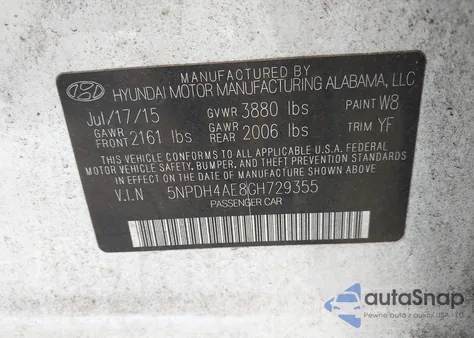 MANUFACTURED BY
HYUNDAI MOTOR MANUFACTURING ALABAMA, LLC
Jul/17/15 GVWR 3880 lbs PAINT W8
GAWR FRONT 2161 lbs GAWR REAR 2006 lbs TRIM YF
THIS VEHICLE CONFORMS TO ALL APPLICABLE U.S.A. FEDERAL
MOTOR VEHICLE SAFETY, BUMPER, AND THEFT PREVENTION
STANDARDS IN EFFECT ON THE DATE OF MANUFACTURE SHOWN ABOVE
V.I.N 5NPDH4AE8GH729355
PASSENGER CAR
autoSnap